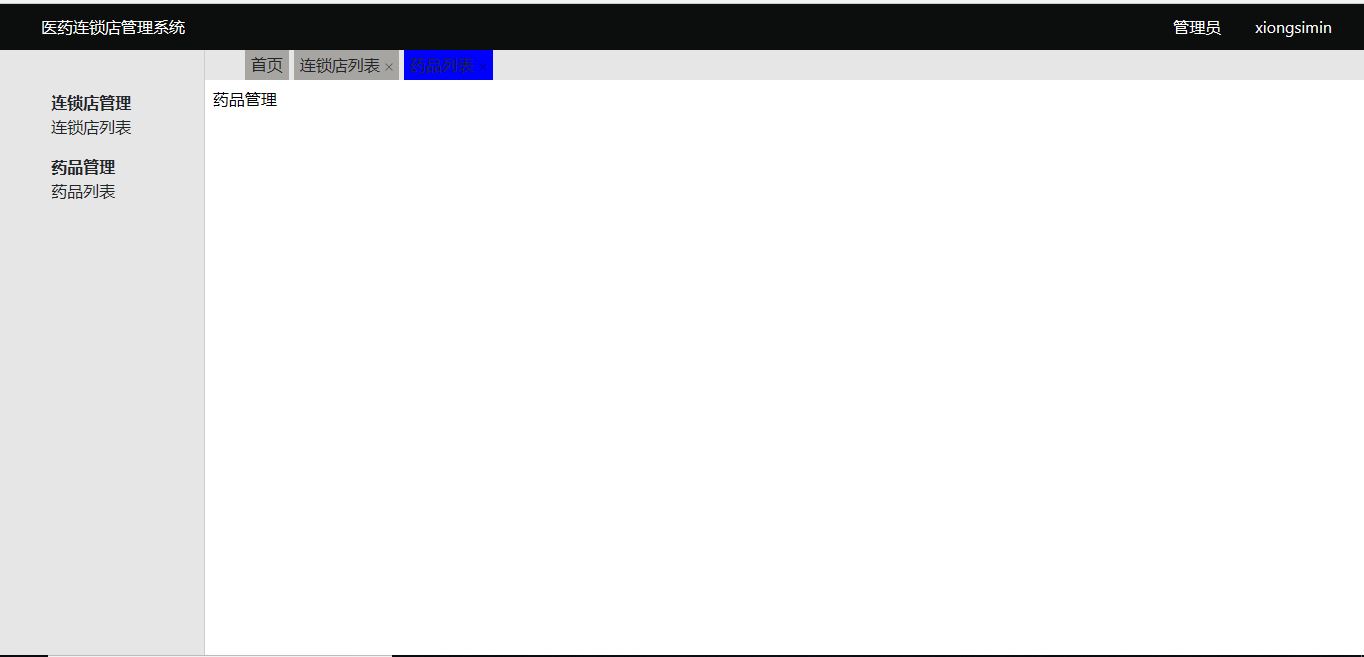 医药连锁店管理系统 管理员 xiongsimin
首页 连锁店列表 × 药品列表 ×
连锁店管理
连锁店列表
药品管理
药品列表
药品管理